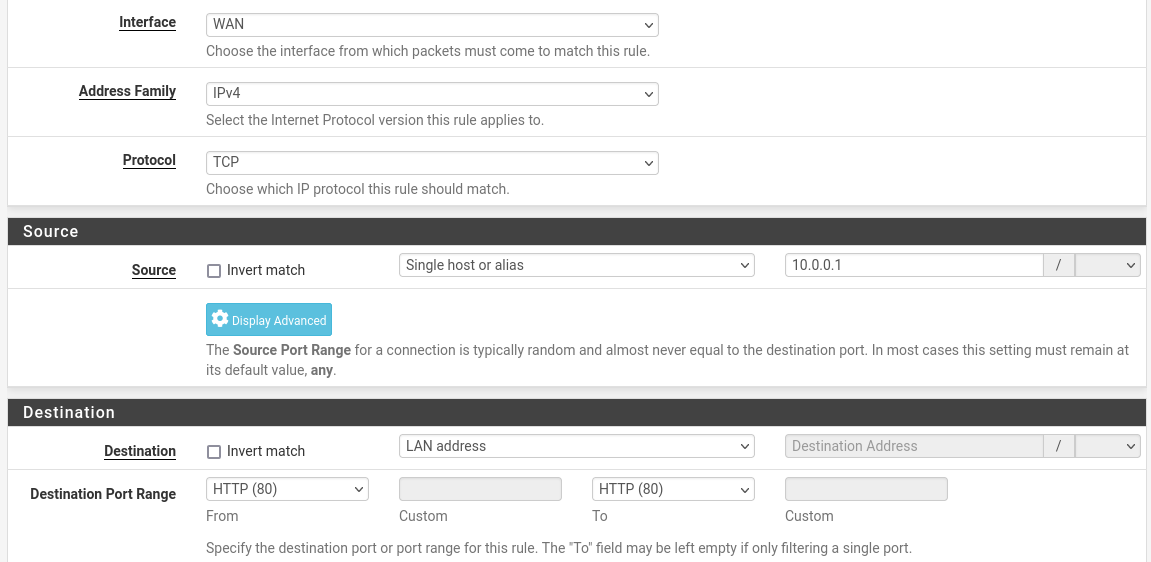 Interface WAN
Choose the interface from which packets must come to match this rule.
Address Family IPv4
Select the Internet Protocol version this rule applies to.
Protocol TCP
Choose which IP protocol this rule should match.
Source
Source Invert match Single host or alias 10.0.0.1 /
Display Advanced
The Source Port Range for a connection is typically random and almost never equal to the destination port. In most cases this setting must remain at
its default value, any.
Destination
Destination Invert match LAN address Destination Address /
Destination Port Range HTTP (80) HTTP (80)
From Custom To Custom
Specify the destination port or port range for this rule. The "To" field may be left empty if only filtering a single port.